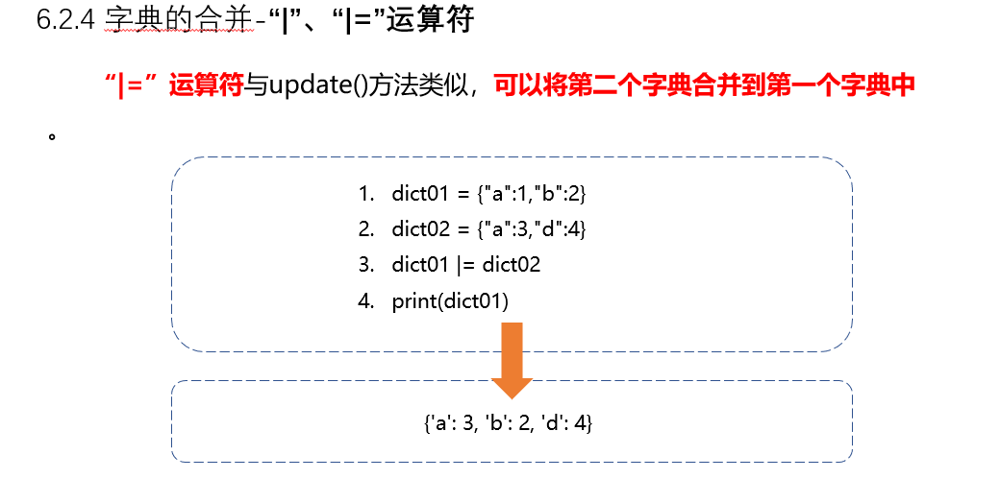 6.2.4 字典的合并-“|”、“|=”运算符
“|=” 运算符与update()方法类似，可以将第二个字典合并到第一个字典中
。
1. dict01 = {"a":1,"b":2}
2. dict02 = {"a":3,"d":4}
3. dict01 |= dict02
4. print(dict01)
{'a': 3, 'b': 2, 'd': 4}